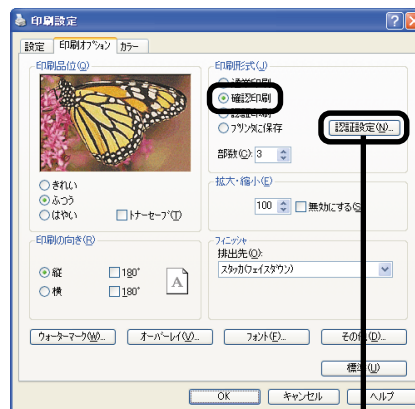 印刷設定
設定 印刷オプション カラー
印刷品位(O)
きれい
ふつう
はやい
トナーセーブ(T)
印刷の向き(R)
縦
横
180°
180°
A
印刷形式(J)
通常印刷
確認印刷
認証印刷
プリンタに保存
認証設定(N)...
部数(C): 3
拡大・縮小(E)
100
無効にする(S)
フィニッシャ
排出先(O):
スタッカ(フェイスダウン)
ウォーターマーク(W)... オーバーレイ(V)... フォント(F)... その他(D)...
標準(U)
OK キャンセル ヘルプ